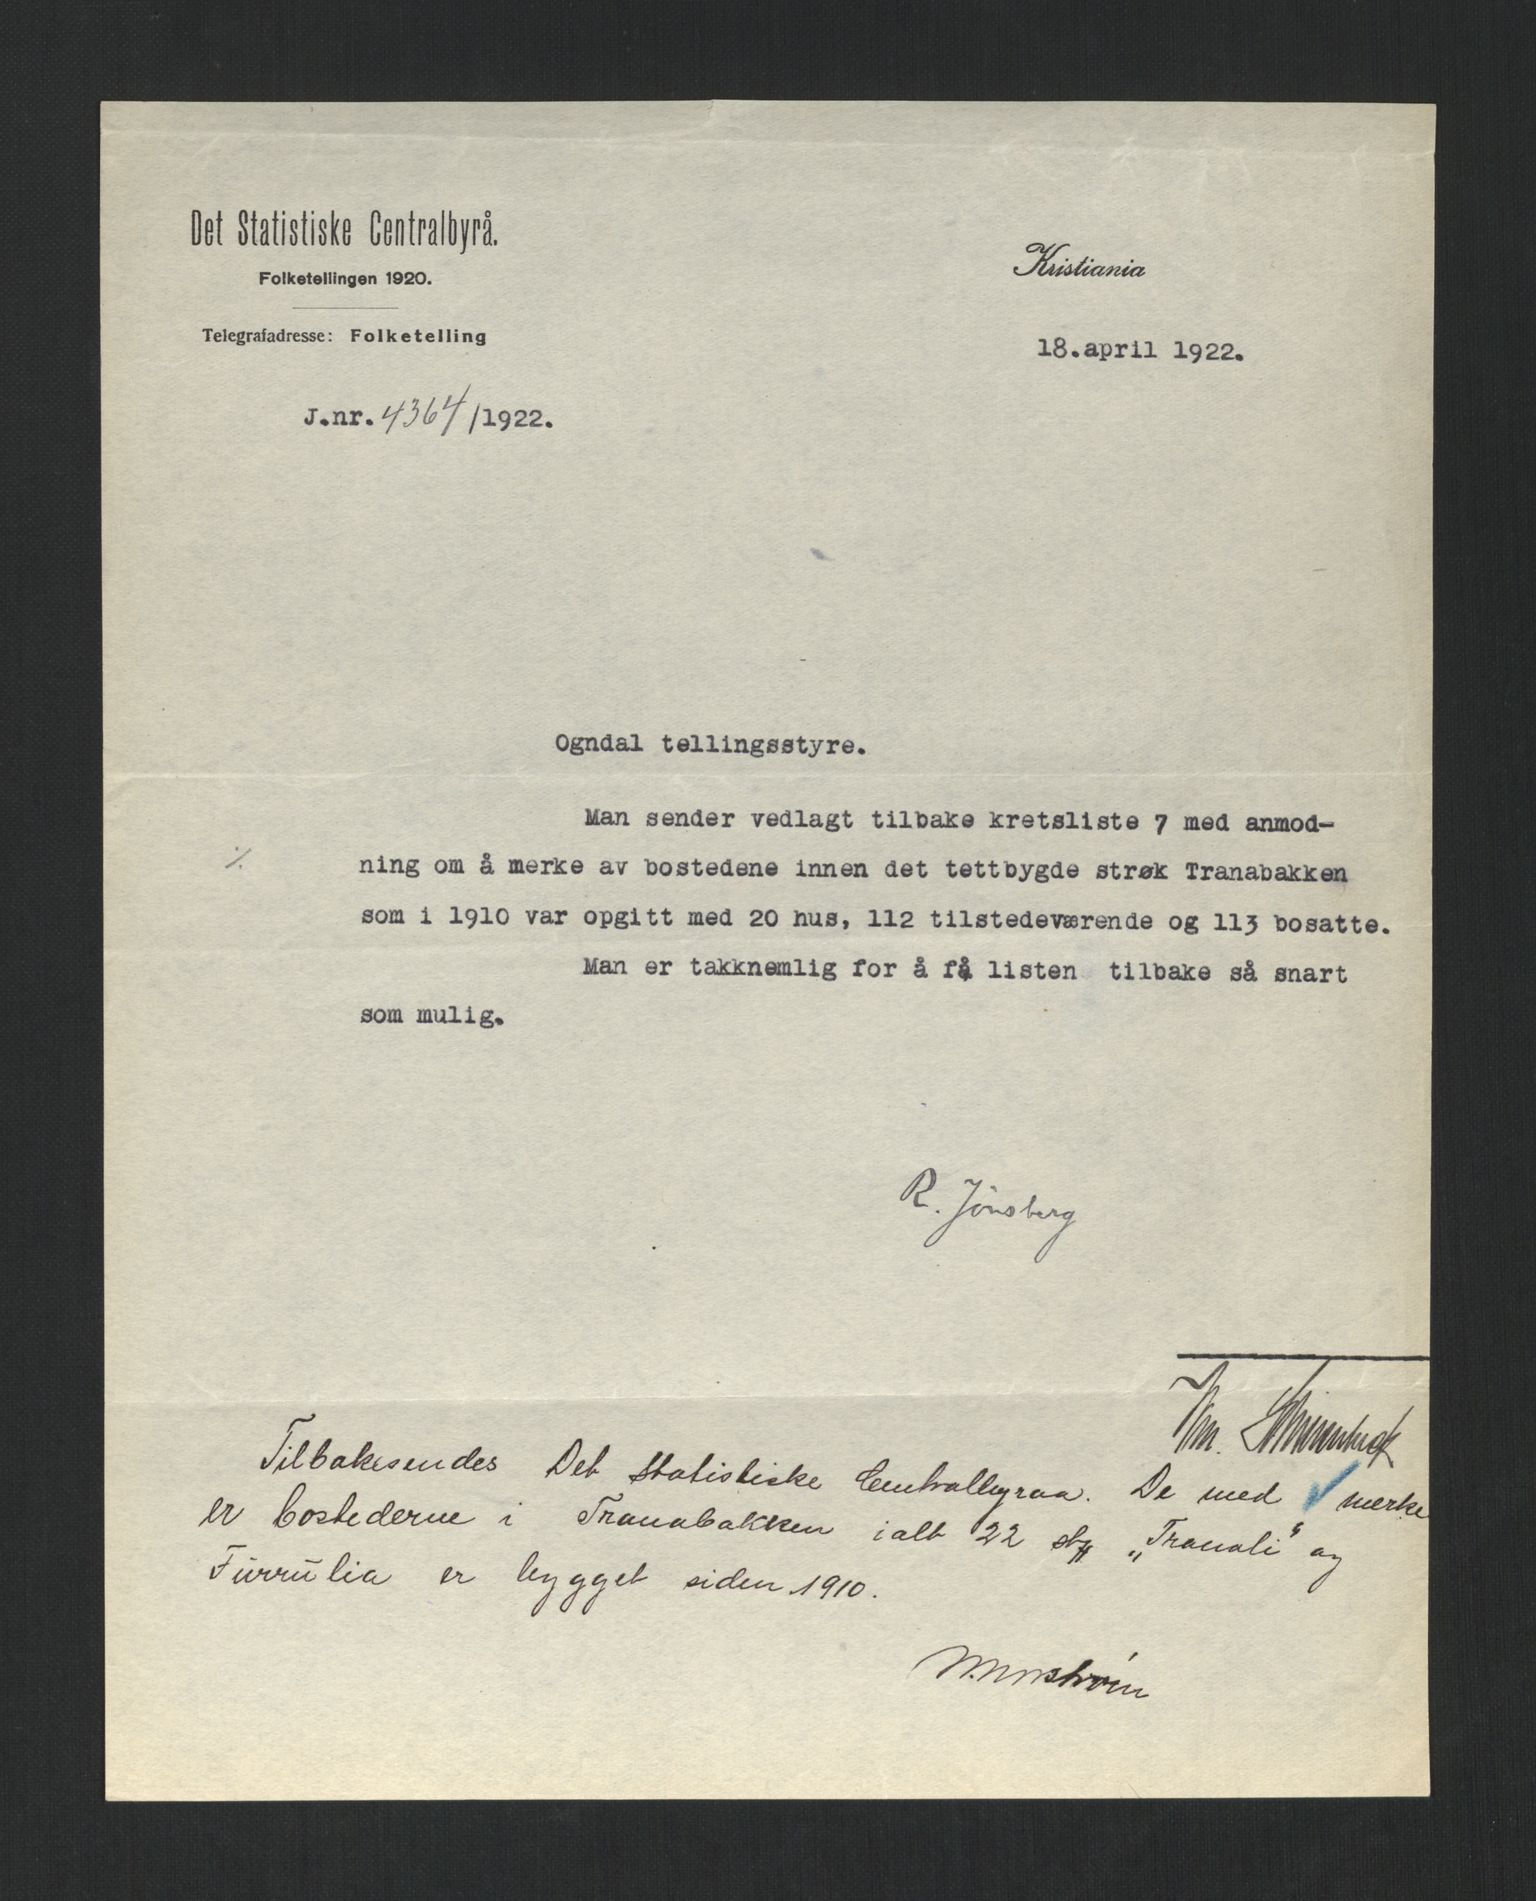 Det Statistiske Centralbyrå.
Folketellingen 1920.
Telegrafadresse: Folketelling
Kristiania
18.april 1922.
J.nr. 4364/1922.
Ogndal tellingsstyre.
Man sender vedlagt tilbake kretsliste 7 med anmod-
ning om å merke av bostedene innen det tettbygde strøk Tranabakken
som i 1910 var opgitt med 20 hus, 112 tilstedeværende og 113 bosatte.
Man er takknemlig for å få listen tilbake så snart
som mulig.
R. Jönsberg
Tilbakesendes Det Statistiske Centralbyraa. De med ✓ merke
er bostederne i Tranabakken ialt 22 "Tranali" og
Furrulia er bygget siden 1910.